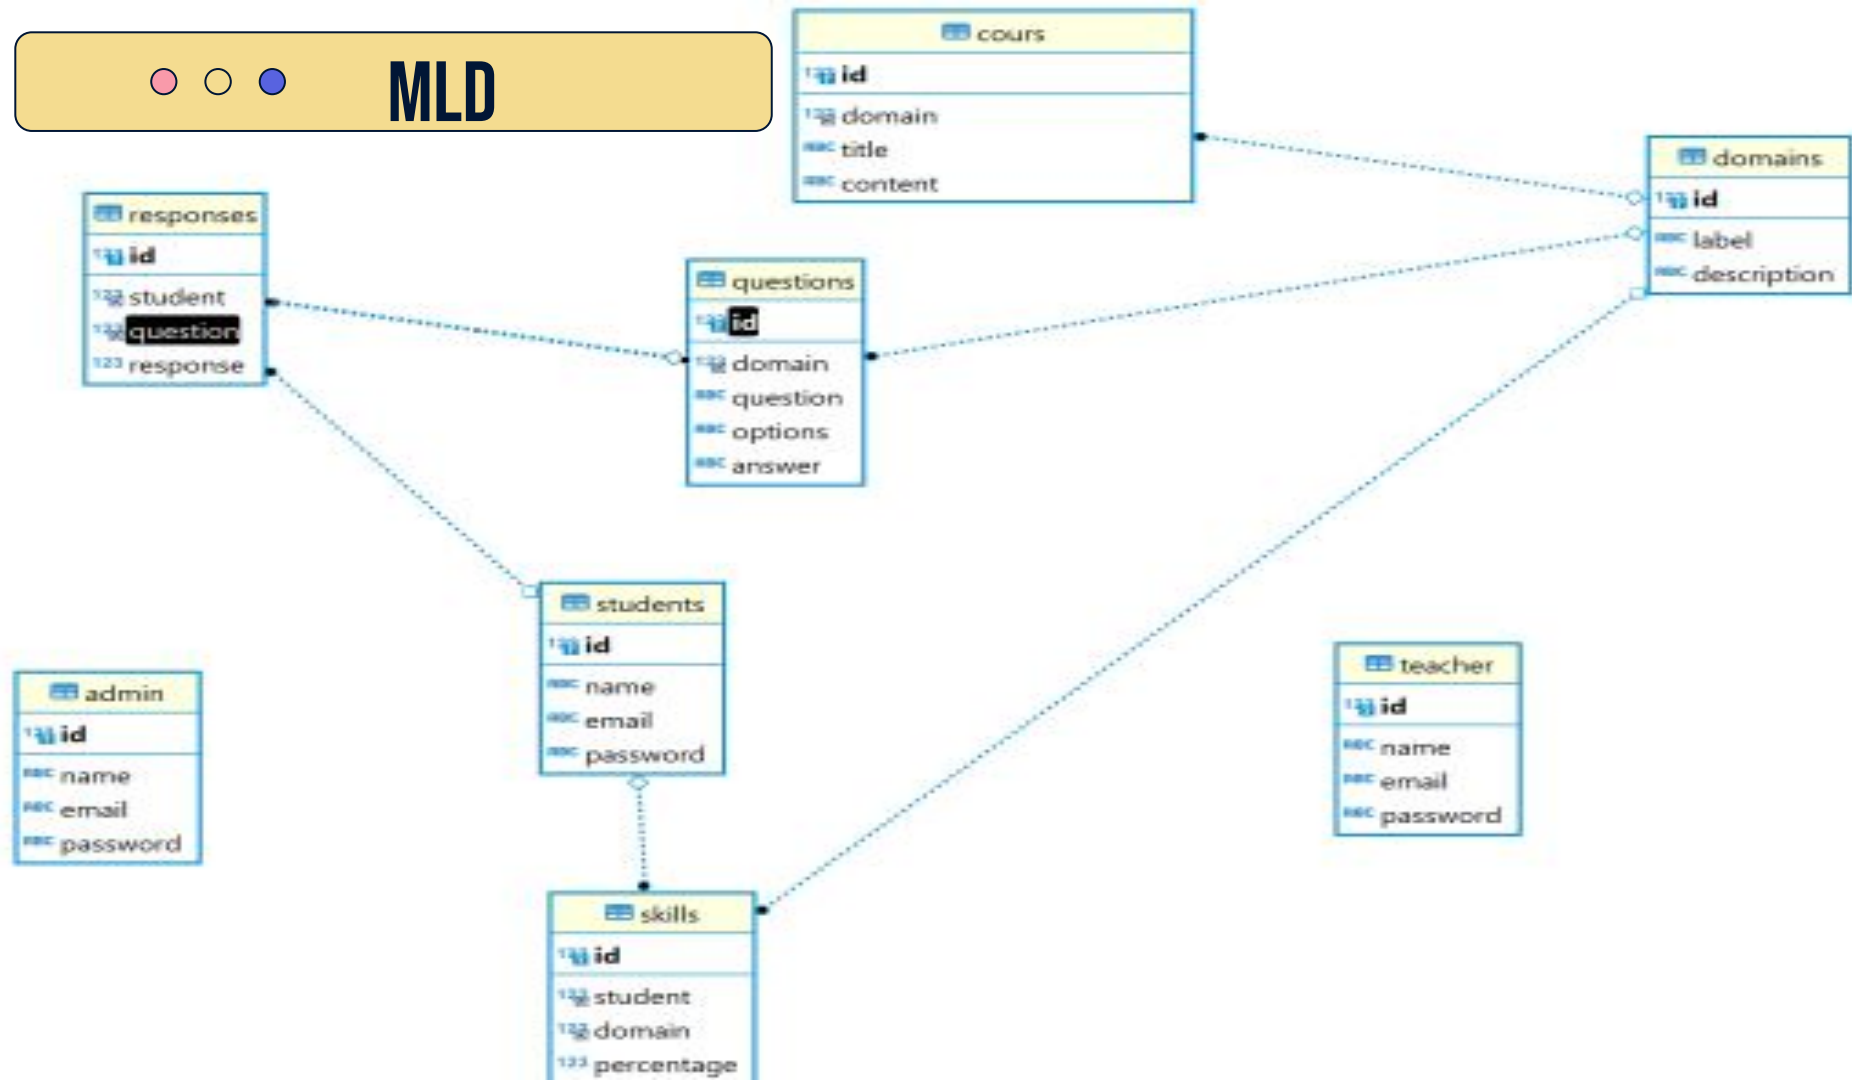 MLD
cours
id
domain
title
content
domains
id
label
description
responses
id
student
question
response
questions
id
domain
question
options
answer
students
id
name
email
password
admin
id
name
email
password
teacher
id
name
email
password
skills
id
student
domain
percentage